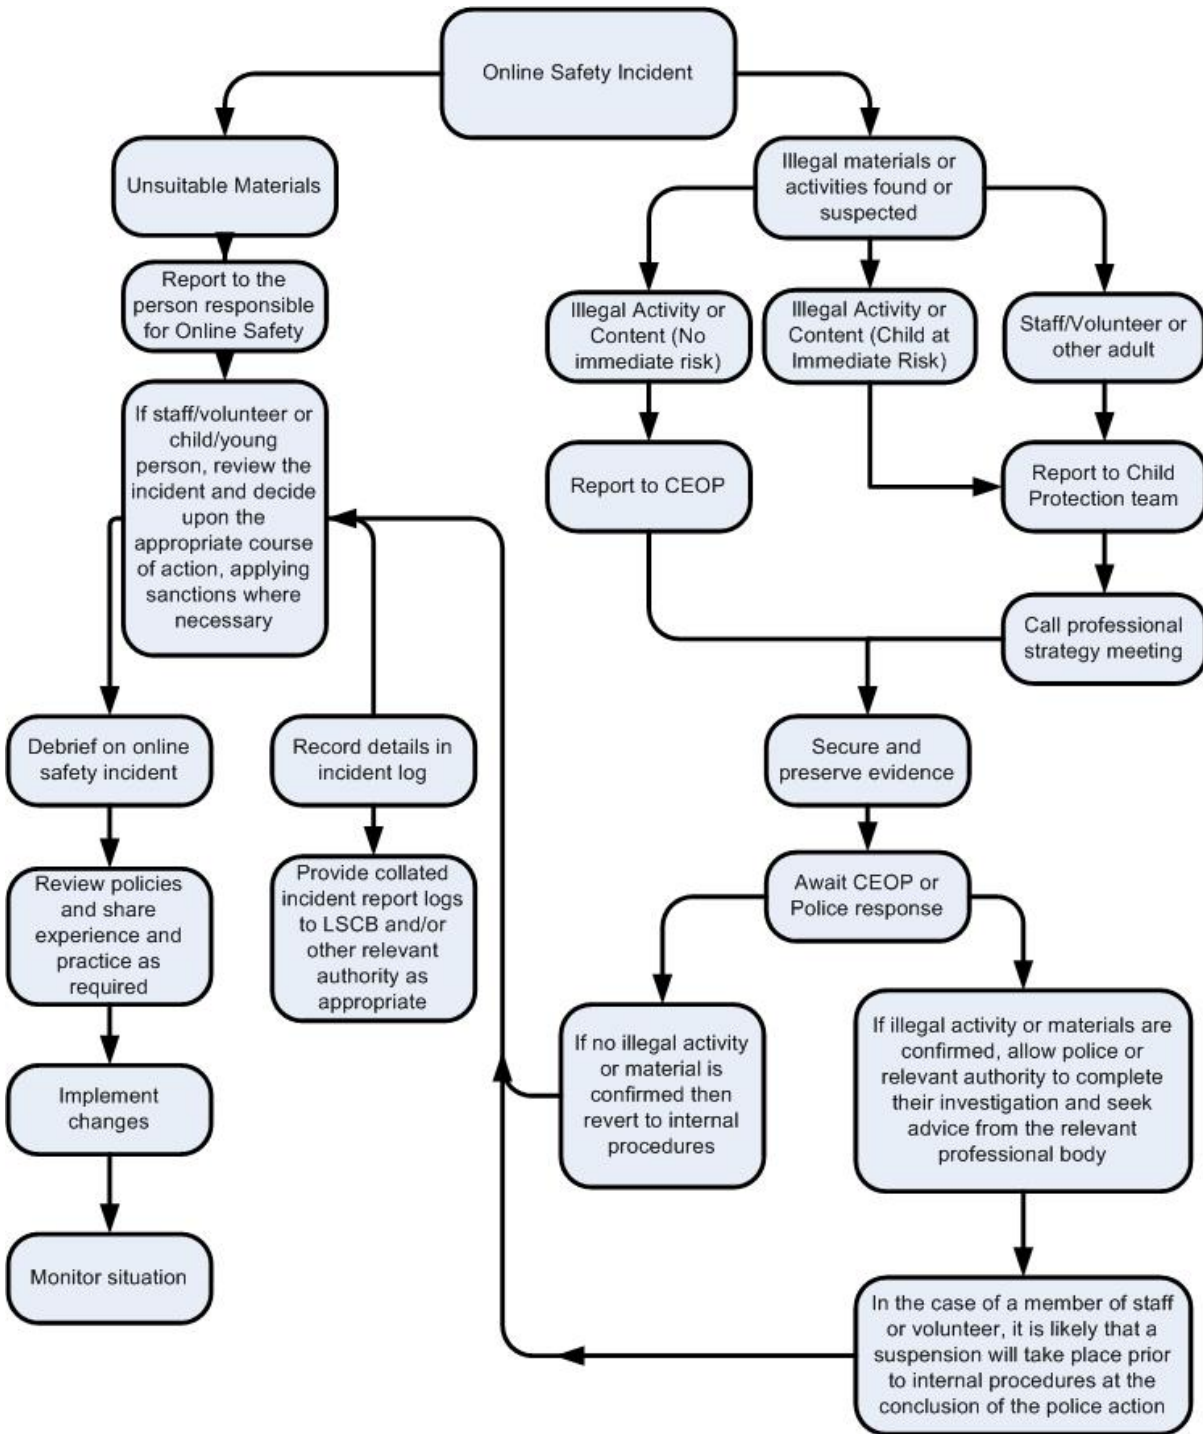 Online Safety Incident
Unsuitable Materials
Illegal materials or
activities found or
suspected
Report to the
person responsible
for Online Safety
Illegal Activity or
Content (No
immediate risk)
Illegal Activity or
Content (Child at
Immediate Risk)
Staff/Volunteer or
other adult
If staff/volunteer or
child/young
person, review the
incident and decide
upon the
appropriate course
of action, applying
sanctions where
necessary
Report to CEOP
Report to Child
Protection team
Call professional
strategy meeting
Debrief on online
safety incident
Record details in
incident log
Secure and
preserve evidence
Review policies
and share
experience and
practice as
required
Provide collated
incident report logs
to LSCB and/or
other relevant
authority as
appropriate
Await CEOP or
Police response
Implement
changes
If no illegal activity
or material is
confirmed then
revert to internal
procedures
If illegal activity or materials are
confirmed, allow police or
relevant authority to complete
their investigation and seek
advice from the relevant
professional body
Monitor situation
In the case of a member of staff
or volunteer, it is likely that a
suspension will take place prior
to internal procedures at the
conclusion of the police action